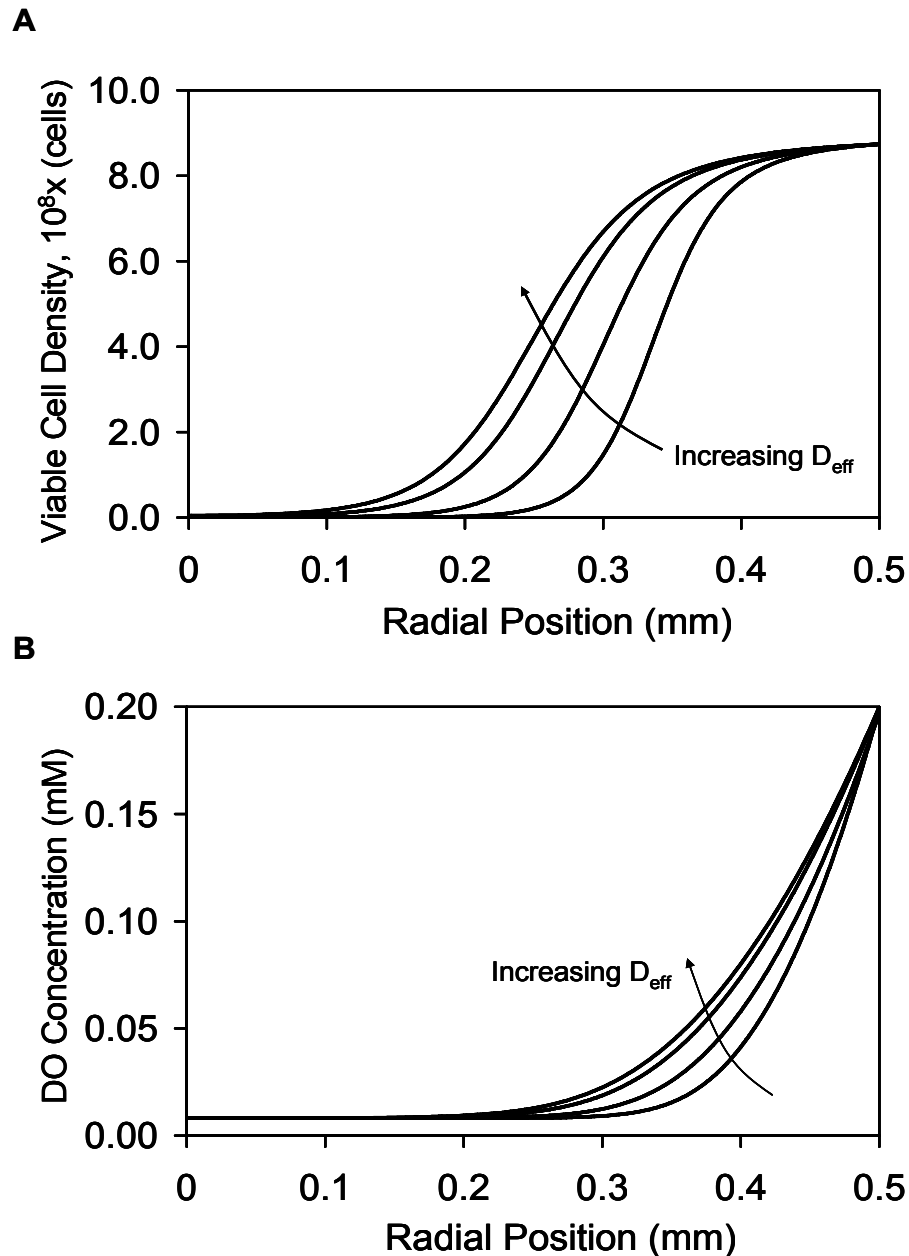 A
Viable Cell Density, 10⁸x (cells)
10.0
8.0
6.0
4.0
2.0
0.0
Increasing D_eff
0 0.1 0.2 0.3 0.4 0.5
Radial Position (mm)
B
DO Concentration (mM)
0.20
0.15
0.10
0.05
0.00
Increasing D_eff
0 0.1 0.2 0.3 0.4 0.5
Radial Position (mm)